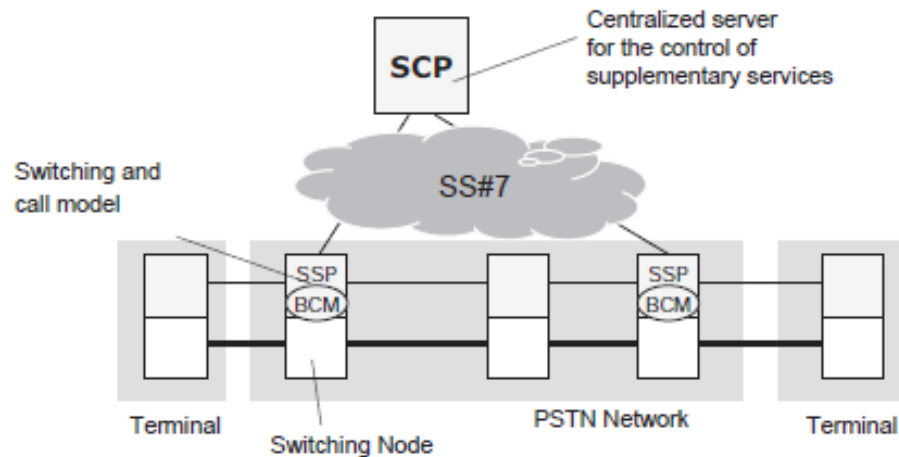 Centralized server
for the control of
supplementary services
SCP
SS#7
Switching and
call model
SSP
BCM
SSP
BCM
Terminal
Switching Node
PSTN Network
Terminal